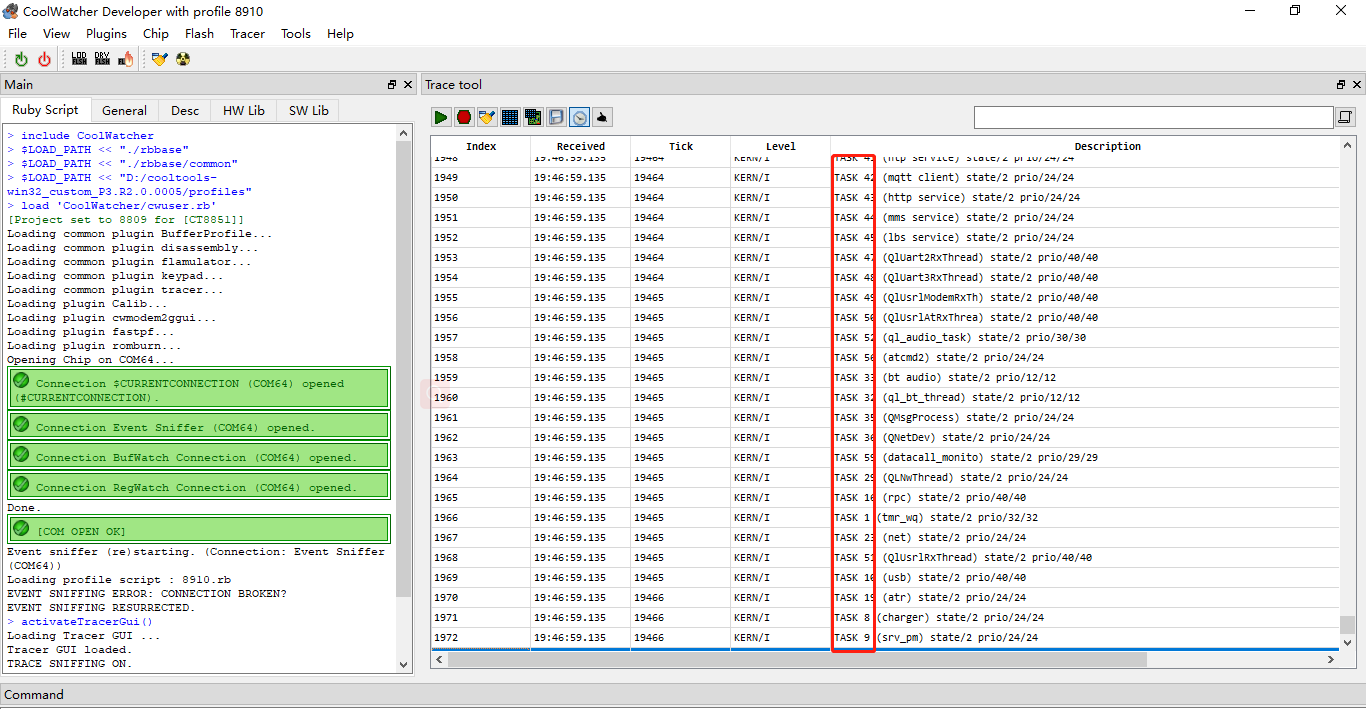 CoolWatcher Developer with profile 8910
File View Plugins Chip Flash Tracer Tools Help
Main
Ruby Script General Desc HW Lib SW Lib
> include CoolWatcher
> $LOAD_PATH << "./rbbase"
> $LOAD_PATH << "./rbbase/common"
> $LOAD_PATH << "D:/cooltools-
win32_custom_P3.R2.0.0005/profiles"
> load 'CoolWatcher/cwuser.rb'
[Project set to 8809 for [CT8851]]
Loading common plugin BufferProfile...
Loading common plugin disassembly...
Loading common plugin flamulator...
Loading common plugin keypad...
Loading common plugin tracer...
Loading plugin Calib...
Loading plugin cwmodem2ggui...
Loading plugin fastpf...
Loading plugin romburn...
Opening Chip on COM64...
Connection $CURRENTCONNECTION (COM64) opened
(#CURRENTCONNECTION).
Connection Event Sniffer (COM64) opened.
Connection BufWatch Connection (COM64) opened.
Connection RegWatch Connection (COM64) opened.
Done.
[COM OPEN OK]
Event sniffer (re)starting. (Connection: Event Sniffer
(COM64))
Loading profile script : 8910.rb
EVENT SNIFFING ERROR: CONNECTION BROKEN?
EVENT SNIFFING RESURRECTED.
> activateTracerGui()
Loading Tracer GUI ...
Tracer GUI loaded.
TRACE SNIFFING ON.
Trace tool
Index Received Tick Level Description
1948 19:46:59.135 19464 KERN/I TASK 41 (ntp service) state/2 prio/24/24
1949 19:46:59.135 19464 KERN/I TASK 42 (mqtt client) state/2 prio/24/24
1950 19:46:59.135 19464 KERN/I TASK 43 (http service) state/2 prio/24/24
1951 19:46:59.135 19464 KERN/I TASK 44 (mms service) state/2 prio/24/24
1952 19:46:59.135 19464 KERN/I TASK 45 (lbs service) state/2 prio/24/24
1953 19:46:59.135 19464 KERN/I TASK 47 (QlUart2RxThread) state/2 prio/40/40
1954 19:46:59.135 19464 KERN/I TASK 48 (QlUart3RxThread) state/2 prio/40/40
1955 19:46:59.135 19464 KERN/I TASK 49 (QlUsrlModemRxTh) state/2 prio/40/40
1956 19:46:59.135 19464 KERN/I TASK 50 (QlUsrlAtRxThrea) state/2 prio/40/40
1957 19:46:59.135 19465 KERN/I TASK 52 (ql_audio_task) state/2 prio/30/30
1958 19:46:59.135 19465 KERN/I TASK 56 (atcmd2) state/2 prio/24/24
1959 19:46:59.135 19465 KERN/I TASK 33 (bt audio) state/2 prio/12/12
1960 19:46:59.135 19465 KERN/I TASK 32 (ql_bt_thread) state/2 prio/12/12
1961 19:46:59.135 19465 KERN/I TASK 35 (QMsgProcess) state/2 prio/24/24
1962 19:46:59.135 19465 KERN/I TASK 36 (QNetDev) state/2 prio/24/24
1963 19:46:59.135 19465 KERN/I TASK 59 (datacall_monito) state/2 prio/29/29
1964 19:46:59.135 19465 KERN/I TASK 29 (QLNwThread) state/2 prio/24/24
1965 19:46:59.135 19465 KERN/I TASK 16 (rpc) state/2 prio/40/40
1966 19:46:59.135 19465 KERN/I TASK 1 (tmr_wq) state/2 prio/32/32
1967 19:46:59.135 19465 KERN/I TASK 23 (net) state/2 prio/24/24
1968 19:46:59.135 19465 KERN/I TASK 51 (QlUsrlRxThread) state/2 prio/40/40
1969 19:46:59.135 19465 KERN/I TASK 10 (usb) state/2 prio/40/40
1970 19:46:59.135 19466 KERN/I TASK 19 (atr) state/2 prio/24/24
1971 19:46:59.135 19466 KERN/I TASK 8 (charger) state/2 prio/24/24
1972 19:46:59.135 19466 KERN/I TASK 9 (srv_pm) state/2 prio/24/24
Command